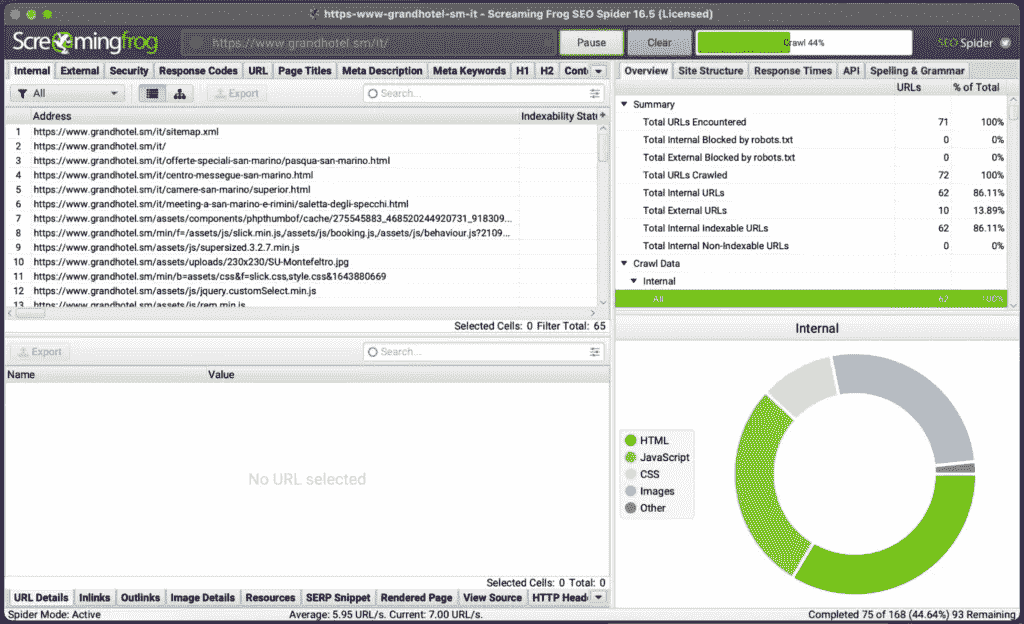 https-www-grandhotel-sm-it - Screaming Frog SEO Spider 16.5 (Licensed)
Screamingfrog
https://www.grandhotel.sm/it/
Pause
Clear
Crawl 44%
SEO Spider
Internal External Security Response Codes URL Page Titles Meta Description Meta Keywords H1 H2 Cont
All
Export
Search...
Address Indexability Statu
1 https://www.grandhotel.sm/it/sitemap.xml
2 https://www.grandhotel.sm/it/
3 https://www.grandhotel.sm/it/offerte-speciali-san-marino/pasqua-san-marino.html
4 https://www.grandhotel.sm/it/centro-messegue-san-marino.html
5 https://www.grandhotel.sm/it/camere-san-marino/superior.html
6 https://www.grandhotel.sm/it/meeting-a-san-marino-e-rimini/saletta-degli-specchi.html
7 https://www.grandhotel.sm/assets/components/phpthumbof/cache/275545883_468520244920731_918309...
8 https://www.grandhotel.sm/min/f=/assets/js/slick.min.js,/assets/js/booking.js,/assets/js/behaviour.js?2109...
9 https://www.grandhotel.sm/assets/js/supersized.3.2.7.min.js
10 https://www.grandhotel.sm/assets/uploads/230x230/SU-Montefeltro.jpg
11 https://www.grandhotel.sm/min/b=assets/css&f=slick.css,style.css&1643880669
12 https://www.grandhotel.sm/assets/js/jquery.customSelect.min.js
13 https://www.grandhotel.sm/assets/js/rem.min.js
Selected Cells: 0 Filter Total: 65
Export
Search...
Name Value
No URL selected
Selected Cells: 0 Total: 0
URL Details Inlinks Outlinks Image Details Resources SERP Snippet Rendered Page View Source HTTP Head
Overview Site Structure Response Times API Spelling & Grammar
URLs % of Total
Summary
Total URLs Encountered 71 100%
Total Internal Blocked by robots.txt 0 0%
Total External Blocked by robots.txt 0 0%
Total URLs Crawled 72 100%
Total Internal URLs 62 86.11%
Total External URLs 10 13.89%
Total Internal Indexable URLs 62 86.11%
Total Internal Non-Indexable URLs 0 0%
Crawl Data
Internal
All 62 100%
Internal
HTML
JavaScript
CSS
Images
Other
Spider Mode: Active
Average: 5.95 URL/s. Current: 7.00 URL/s.
Completed 75 of 168 (44.64%) 93 Remaining